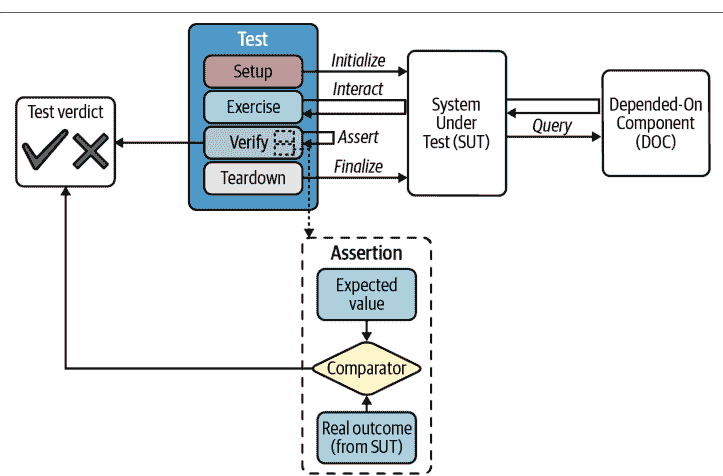 Test
Setup
Initialize
Exercise
Interact
Verify
Assert
Teardown
Finalize
Test verdict
System
Under
Test (SUT)
Query
Depended-On
Component
(DOC)
Assertion
Expected
value
Comparator
Real outcome
(from SUT)